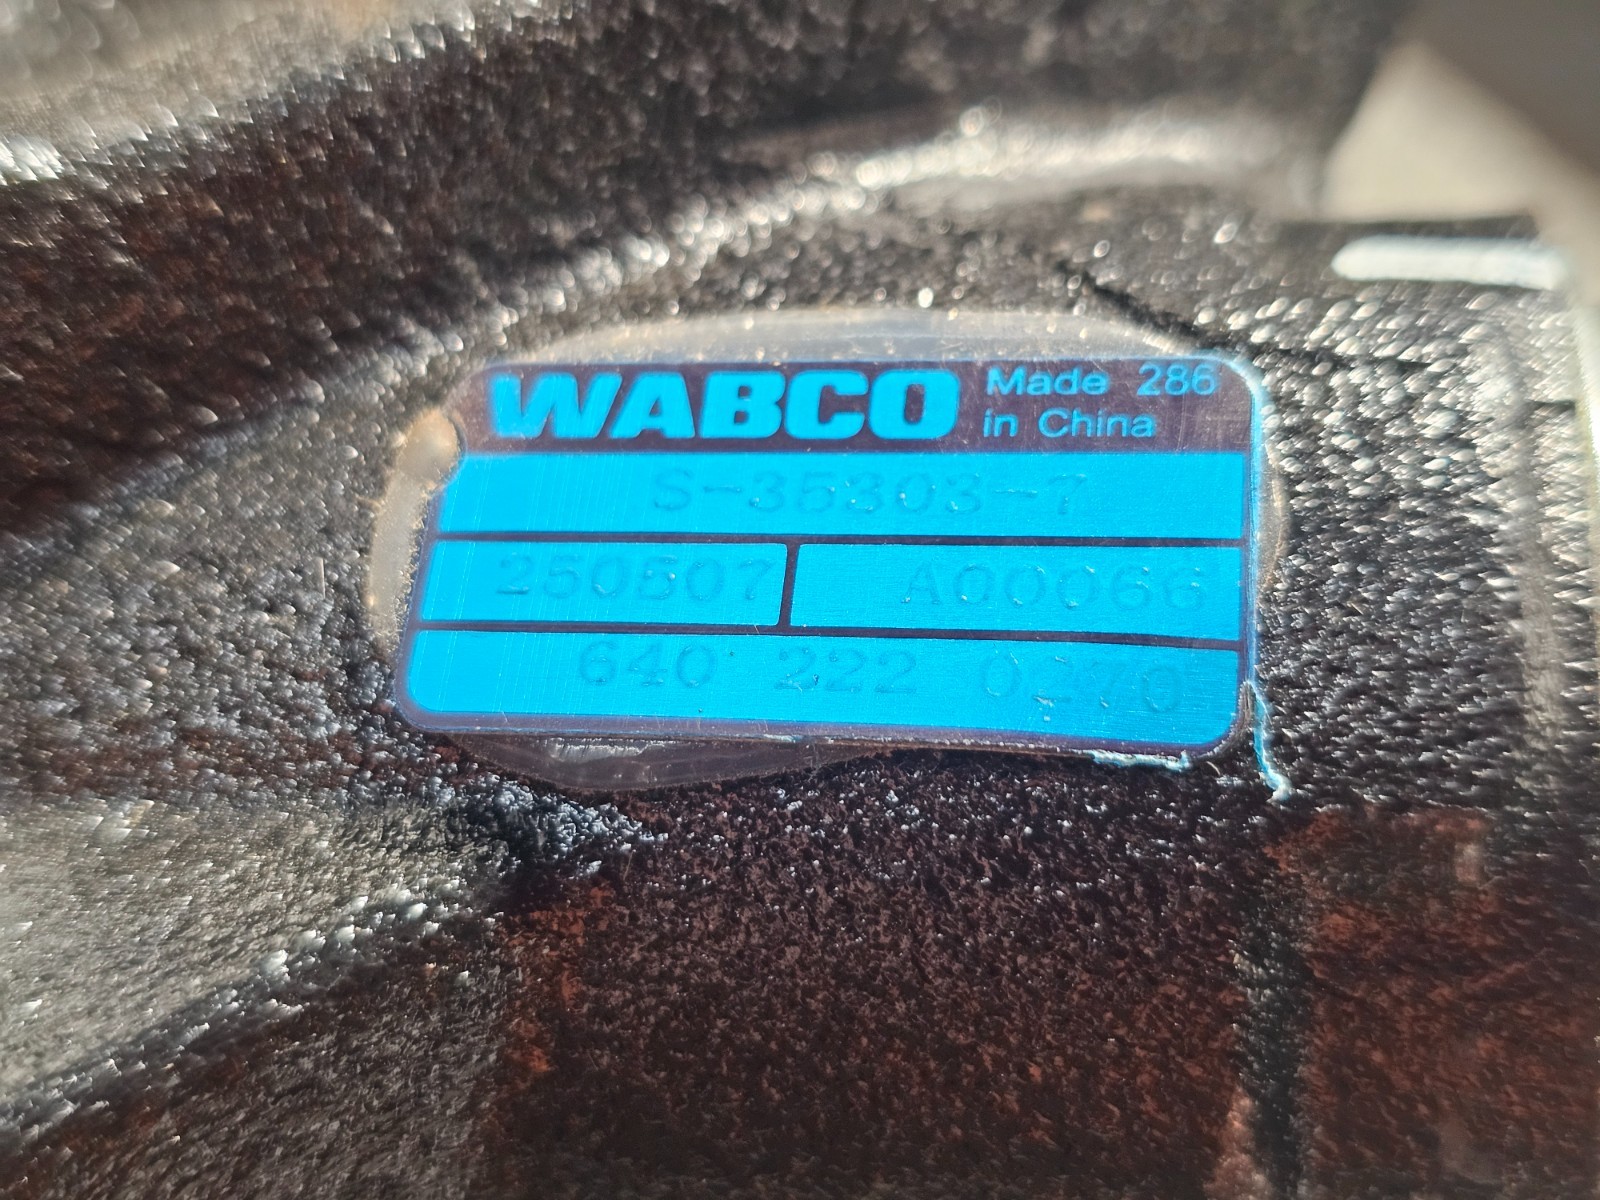 WABCO Made 286
in China
S-35303-7
250507 A00066
640 222 0270